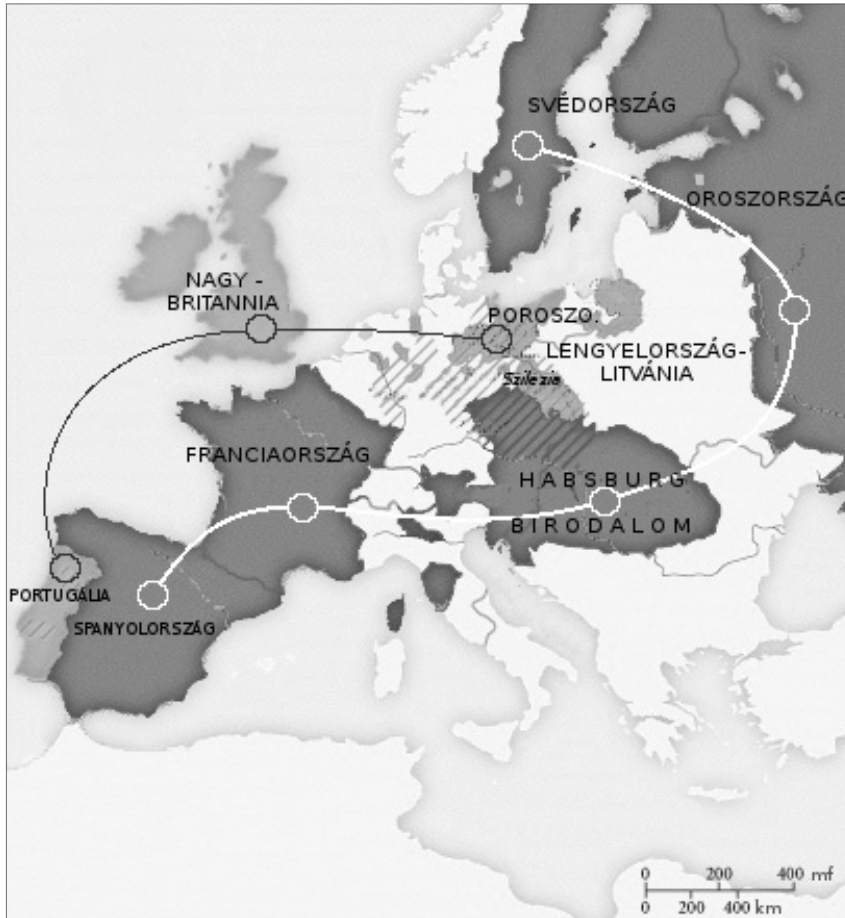 SVÉDORSZÁG
OROSZORSZÁG
NAGY -
BRITANNIA
POROSZO.
LENGYELORSZÁG-
LITVÁNIA
Szilézia
FRANCIAORSZÁG
HABSBURG
BIRODALOM
PORTUGÁLIA
SPANYOLORSZÁG
0 200 400 mf
0 200 400 km